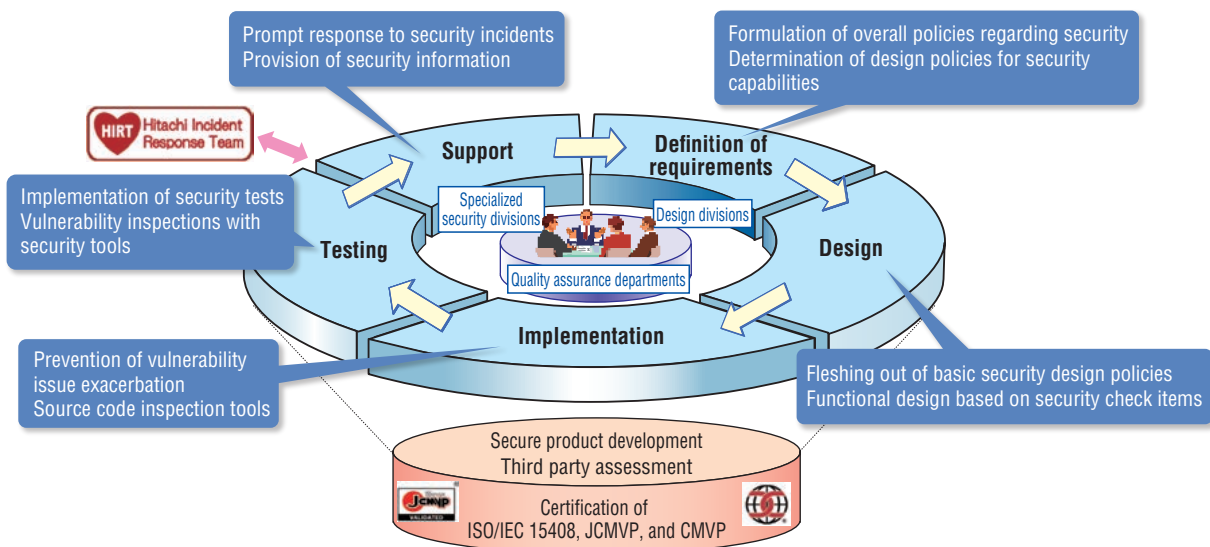 Prompt response to security incidents
Provision of security information
Formulation of overall policies regarding security
Determination of design policies for security
capabilities
HIRT
Hitachi Incident
Response Team
Support
Definition of
requirements
Implementation of security tests
Vulnerability inspections with
security tools
Specialized
security divisions
Design divisions
Testing
Design
Quality assurance departments
Implementation
Prevention of vulnerability
issue exacerbation
Source code inspection tools
Fleshing out of basic security design policies
Functional design based on security check items
Secure product development
Third party assessment
JCMVP
VALIDATED
Certification of
ISO/IEC 15408, JCMVP, and CMVP